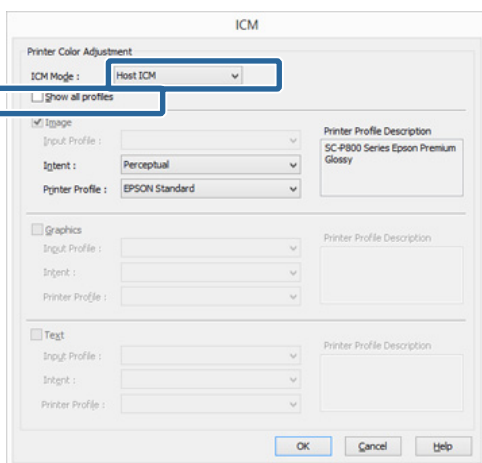 ICM
Printer Color Adjustment
ICM Mode : Host ICM
Show all profiles
Image
Input Profile :
Intent : Perceptual
Printer Profile : EPSON Standard
Printer Profile Description
SC-P800 Series Epson Premium
Glossy
Graphics
Input Profile :
Intent :
Printer Profile :
Printer Profile Description
Text
Input Profile :
Intent :
Printer Profile :
Printer Profile Description
OK Cancel Help